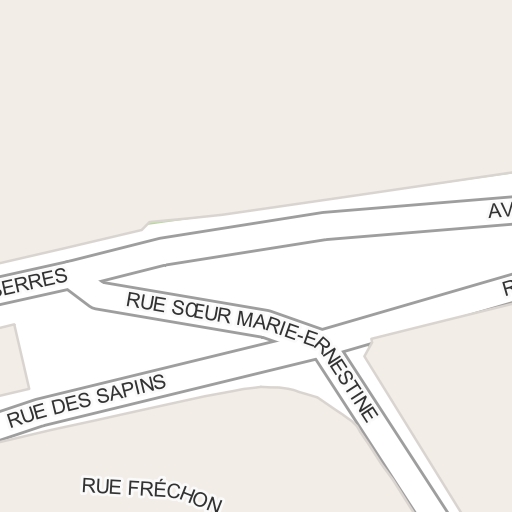 AV
SERRES
RUE SŒUR MARIE-ERNESTINE
R
RUE DES SAPINS
RUE FRÉCHON